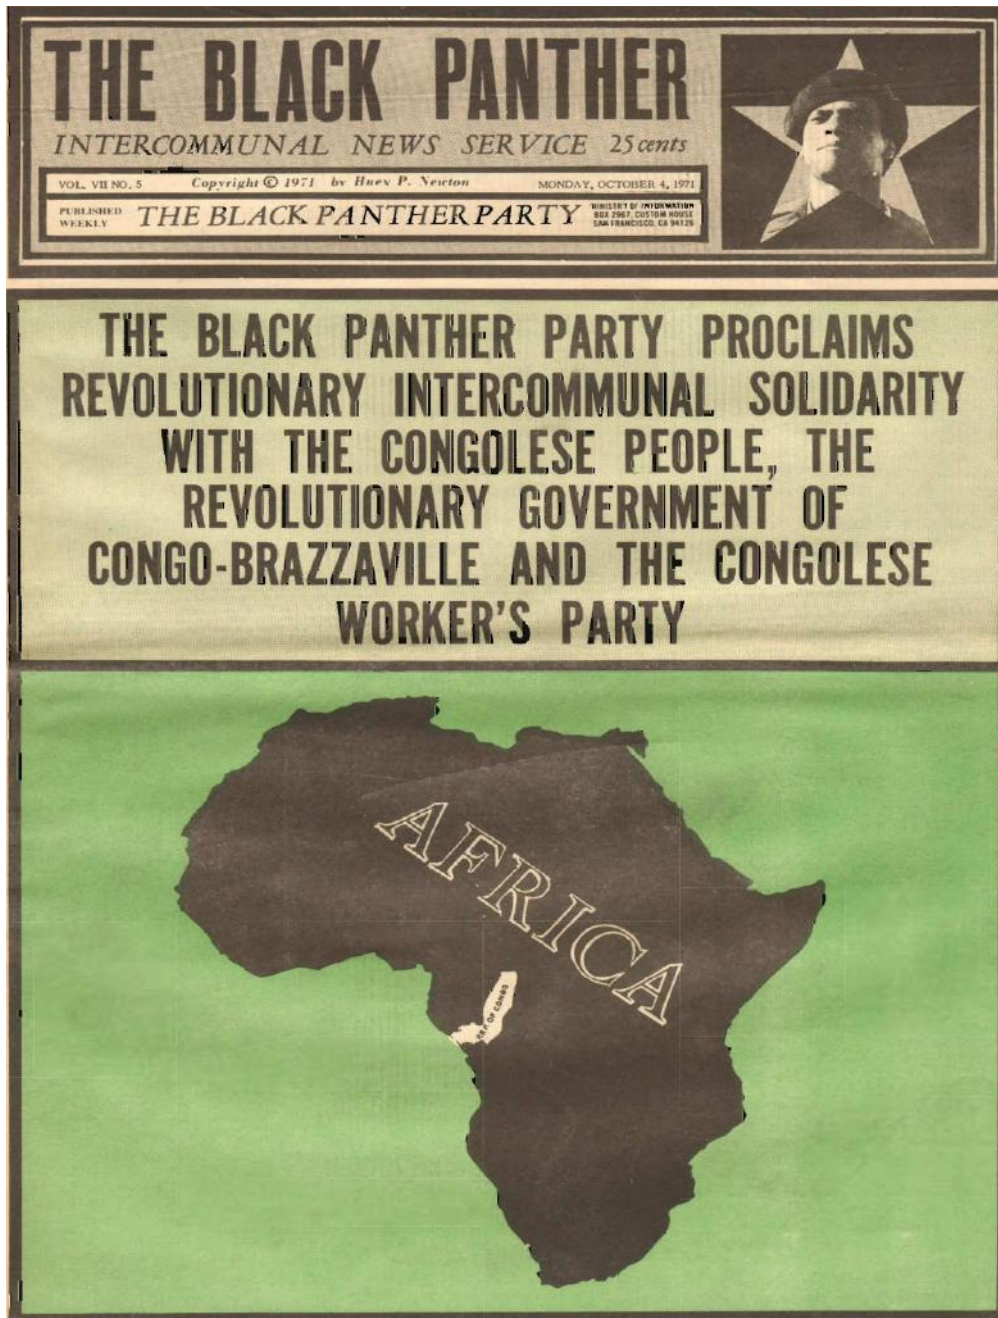 THE BLACK PANTHER
INTERCOMMUNAL NEWS SERVICE 25 cents
VOL. VII NO. 5 Copyright © 1971 by Huey P. Newton MONDAY, OCTOBER 4, 1971
PUBLISHED
WEEKLY
THE BLACK PANTHER PARTY
MINISTRY OF INFORMATION
BOX 2967, CUSTOM HOUSE
SAN FRANCISCO, CA 94126
THE BLACK PANTHER PARTY PROCLAIMS
REVOLUTIONARY INTERCOMMUNAL SOLIDARITY
WITH THE CONGOLESE PEOPLE, THE
REVOLUTIONARY GOVERNMENT OF
CONGO-BRAZZAVILLE AND THE CONGOLESE
WORKER'S PARTY
AFRICA
REP. OF CONGO